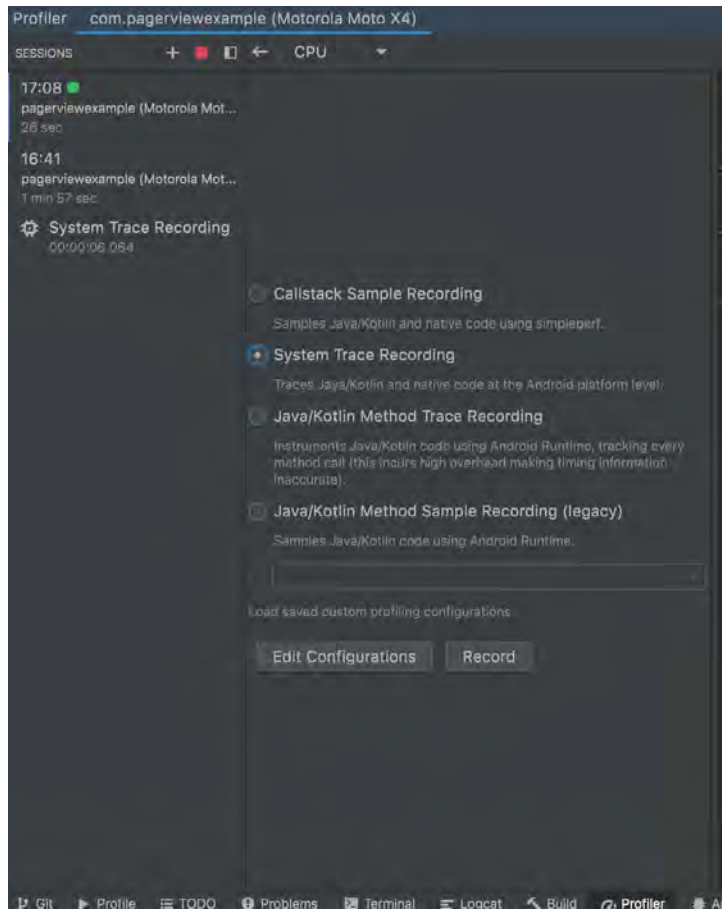 Profiler com.pagerviewexample (Motorola Moto X4)
SESSIONS CPU
17:08
pagerviewexample (Motorola Mot...
26 sec
16:41
pagerviewexample (Motorola Mot...
1 min 57 sec
System Trace Recording
00:00:06.064
Callstack Sample Recording
Samples Java/Kotlin and native code using simpleperf.
System Trace Recording
Traces Java/Kotlin and native code at the Android platform level.
Java/Kotlin Method Trace Recording
Instruments Java/Kotlin code using Android Runtime, tracking every
method call (this incurs high overhead making timing information
inaccurate).
Java/Kotlin Method Sample Recording (legacy)
Samples Java/Kotlin code using Android Runtime.
Load saved custom profiling configurations
Edit Configurations Record
Git Profile TODO Problems Terminal Logcat Build Profiler A